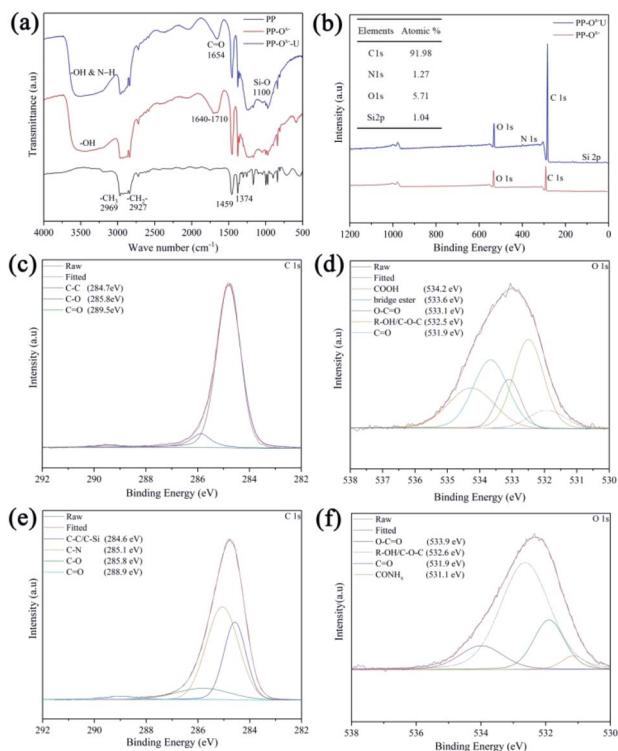 (a)
PP
PP-Oδ-
PP-Oδ--U
C=O
1654
-OH & N-H
Si-O
1100
1640-1710
-OH
-CH3
2969
-CH2-
2927
1459
1374
Transmittance (a.u)
4000 3500 3000 2500 2000 1500 1000 500
Wave number (cm-1)
(b)
PP-Oδ-U
PP-Oδ-
Elements Atomic %
C1s 91.98
N1s 1.27
O1s 5.71
Si2p 1.04
C 1s
O 1s
N 1s
Si 2p
O 1s
C 1s
Intensity (a.u)
1200 1000 800 600 400 200 0
Binding Energy (eV)
(c)
C 1s
Raw
Fitted
C-C (284.7eV)
C-O (285.8eV)
C=O (289.5eV)
Intensity (a.u)
292 290 288 286 284 282
Binding Energy (eV)
(d)
O 1s
Raw
Fitted
COOH (534.2 eV)
bridge ester (533.6 eV)
O-C=O (533.1 eV)
R-OH/C-O-C (532.5 eV)
C=O (531.9 eV)
Intensity (a.u)
538 537 536 535 534 533 532 531 530
Binding Energy (eV)
(e)
C 1s
Raw
Fitted
C-C/C-Si (284.6 eV)
C-N (285.1 eV)
C-O (285.8 eV)
C=O (288.9 eV)
Intensity (a.u)
292 290 288 286 284 282
Binding Energy (eV)
(f)
O 1s
Raw
Fitted
O-C=O (533.9 eV)
R-OH/C-O-C (532.6 eV)
C=O (531.9 eV)
(531.1 eV)
Intensity(a.u)
538 536 534 532 530
Binding Energy (eV)